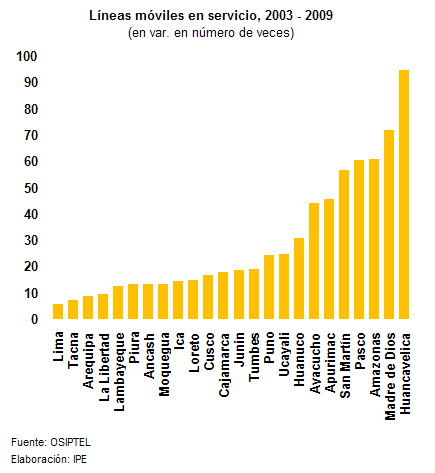 Líneas móviles en servicio, 2003 - 2009
(en var. en número de veces)
100
90
80
70
60
50
40
30
20
10
0
Lima
Tacna
Arequipa
La Libertad
Lambayeque
Piura
Ancash
Moquegua
Ica
Loreto
Cusco
Cajamarca
Junín
Tumbes
Puno
Ucayali
Huanuco
Ayacucho
Apurimac
San Martín
Pasco
Amazonas
Madre de Dios
Huancavelica
Fuente: OSIPTEL
Elaboración: IPE